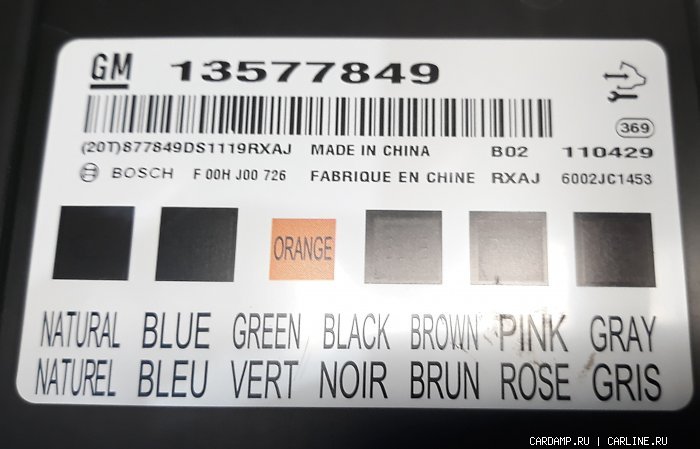 GM 13577849
369
(20T)877849DS1119RXAJ MADE IN CHINA B02 110429
BOSCH F 00H J00 726 FABRIQUE EN CHINE RXAJ 6002JC1453
ORANGE
NATURAL BLUE GREEN BLACK BROWN PINK GRAY
NATUREL BLEU VERT NOIR BRUN ROSE GRIS
CARDAMP.RU | CARLINE.RU